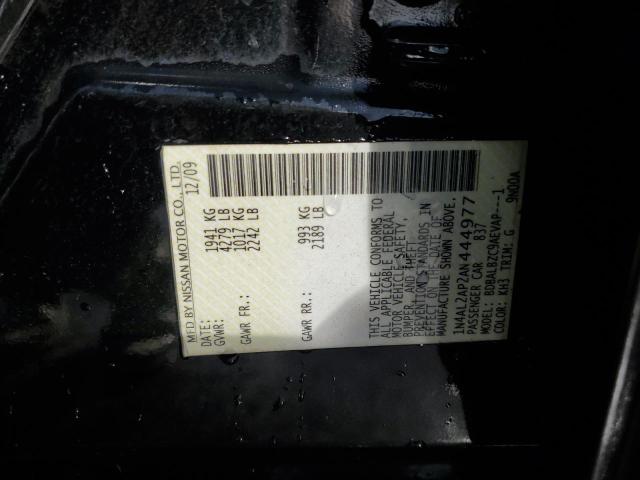 MFD BY NISSAN MOTOR CO., LTD.
DATE: 12/09
GVWR: 1941 KG
4279 LB
GAWR FR.: 1017 KG
2242 LB
GAWR RR.: 993 KG
2189 LB
THIS VEHICLE CONFORMS TO
ALL APPLICABLE FEDERAL
MOTOR VEHICLE SAFETY,
BUMPER, AND THEFT
PREVENTION STANDARDS IN
EFFECT ON THE DATE OF
MANUFACTURE SHOWN ABOVE.
1N4AL2AP2AN444977
PASSENGER CAR 837
MODEL: BDBALBZC9AEVAP---1
COLOR: KH3 TRIM: G 9N00A